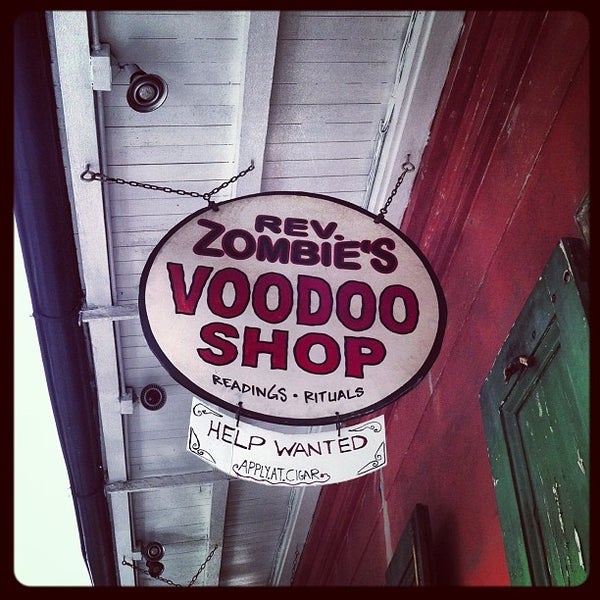 REV.
ZOMBIE'S
VOODOO
SHOP
READINGS • RITUALS
HELP WANTED
APPLY.AT.CIGAR